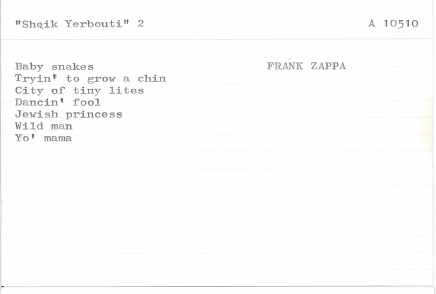 "Sheik Yerbouti" 2 A 10510
Baby snakes FRANK ZAPPA
Tryin' to grow a chin
City of tiny lites
Dancin' fool
Jewish princess
Wild man
Yo' mama